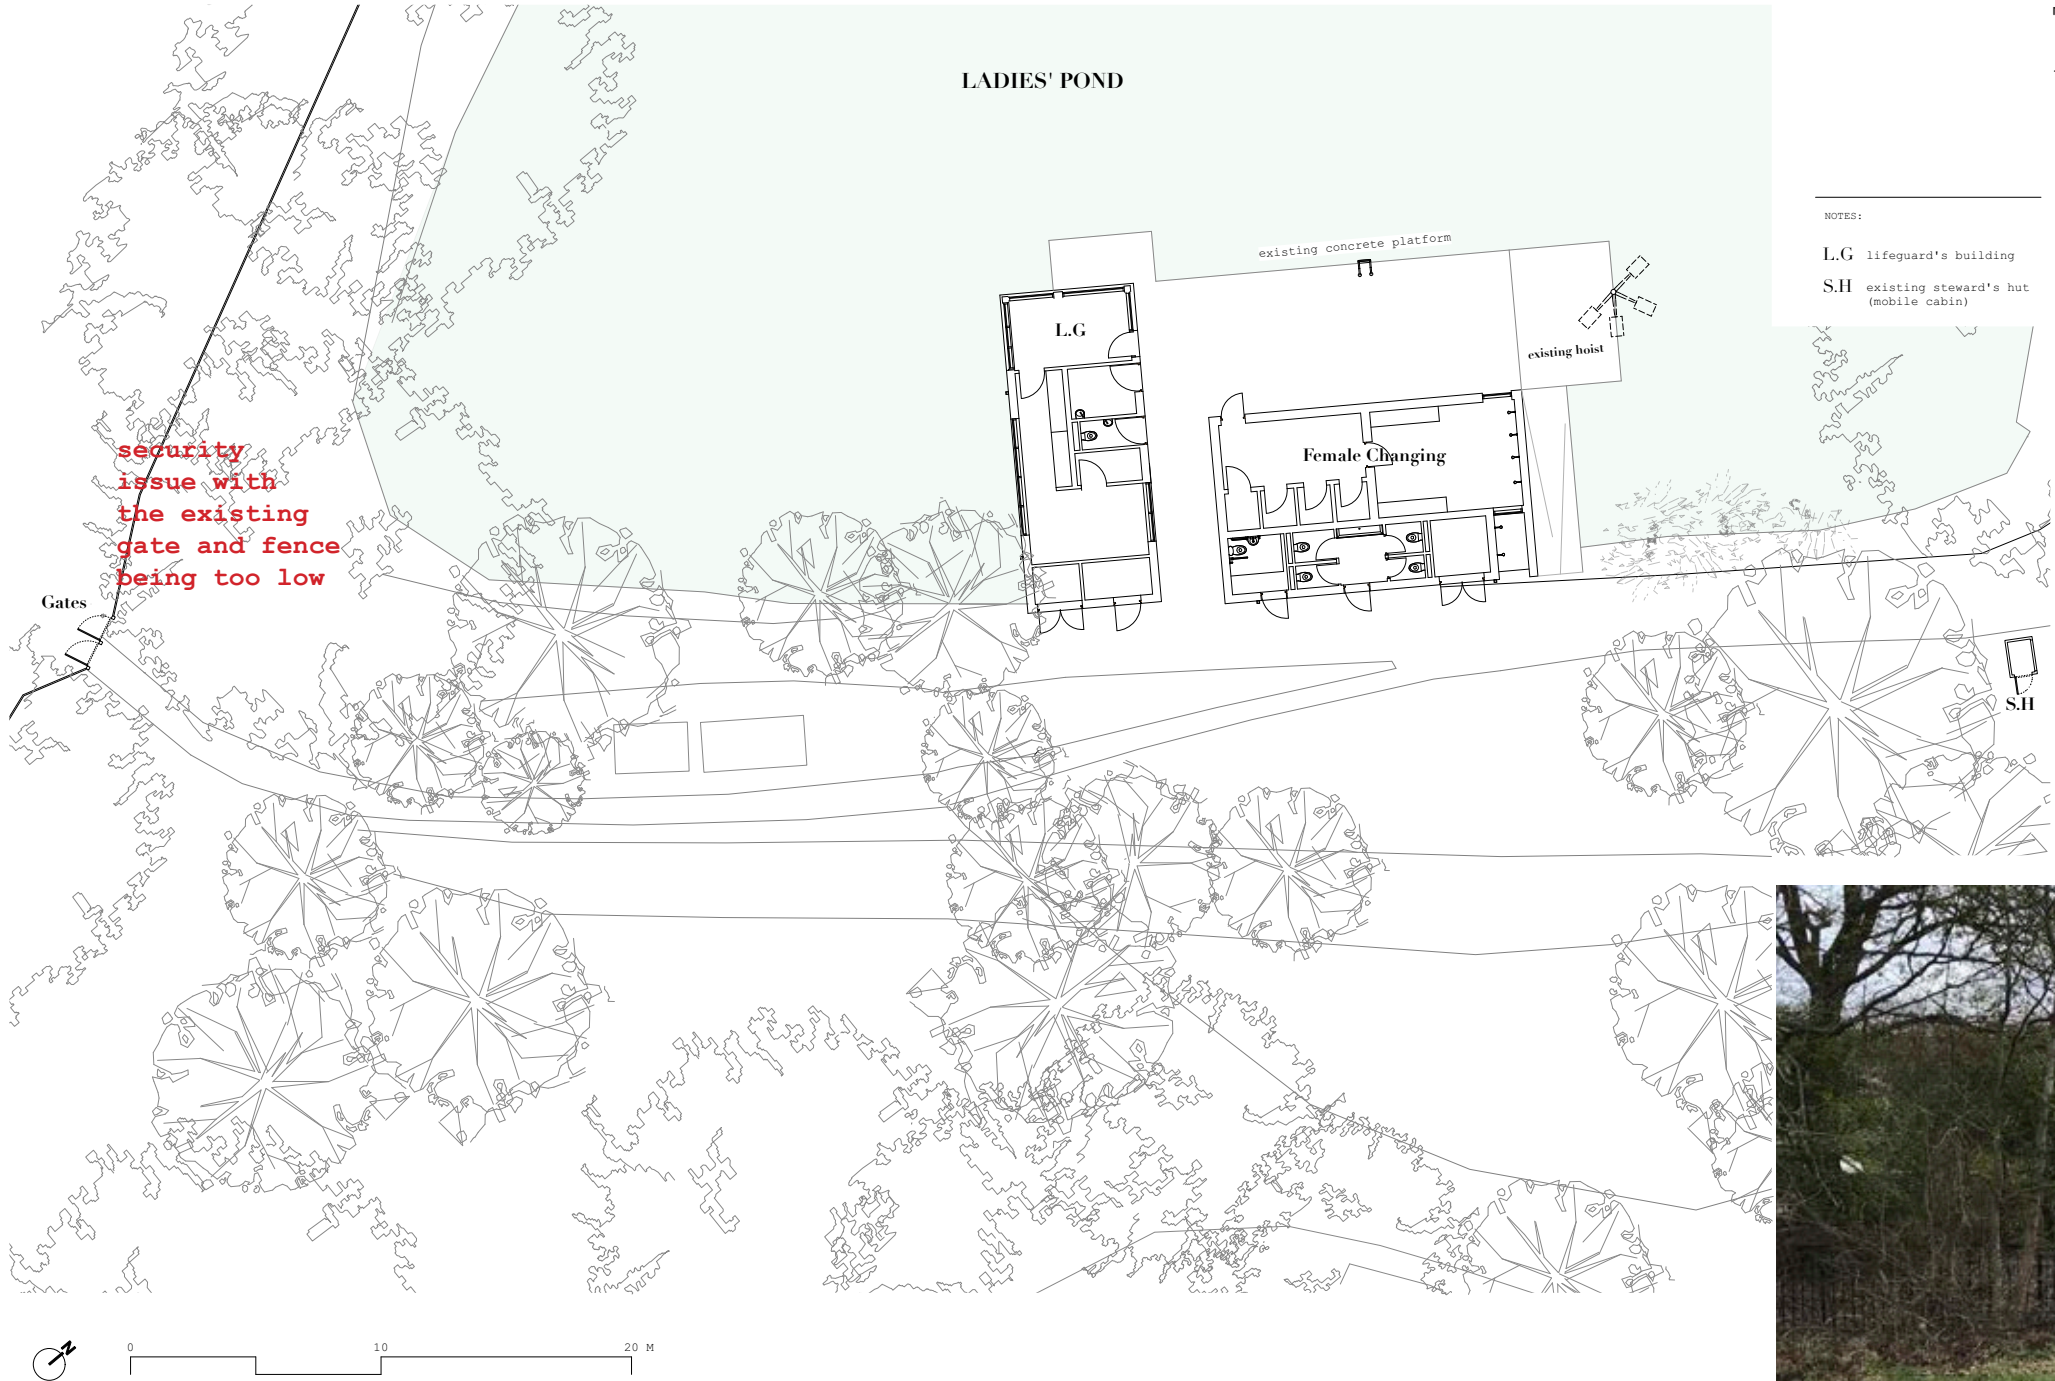 LADIES' POND
NOTES:
L.G lifeguard's building
S.H existing steward's hut
(mobile cabin)
existing concrete platform
L.G
existing hoist
Female Changing
security
issue with
the existing
gate and fence
being too low
Gates
S.H
N
0 10 20 M